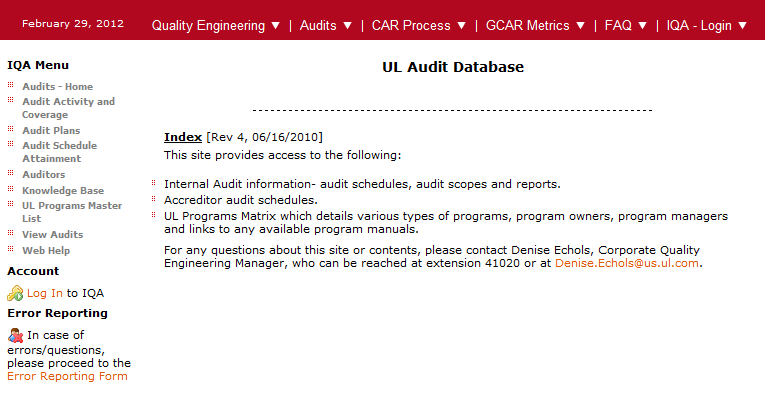 February 29, 2012
Quality Engineering ▼ | Audits ▼ | CAR Process ▼ | GCAR Metrics ▼ | FAQ ▼ | IQA - Login ▼
IQA Menu
Audits - Home
Audit Activity and
Coverage
Audit Plans
Audit Schedule
Attainment
Auditors
Knowledge Base
UL Programs Master
List
View Audits
Web Help
Account
Log In to IQA
Error Reporting
In case of
errors/questions,
please proceed to the
Error Reporting Form
UL Audit Database
Index [Rev 4, 06/16/2010]
This site provides access to the following:
Internal Audit information- audit schedules, audit scopes and reports.
Accreditor audit schedules.
UL Programs Matrix which details various types of programs, program owners, program managers
and links to any available program manuals.
For any questions about this site or contents, please contact Denise Echols, Corporate Quality
Engineering Manager, who can be reached at extension 41020 or at Denise.Echols@us.ul.com.